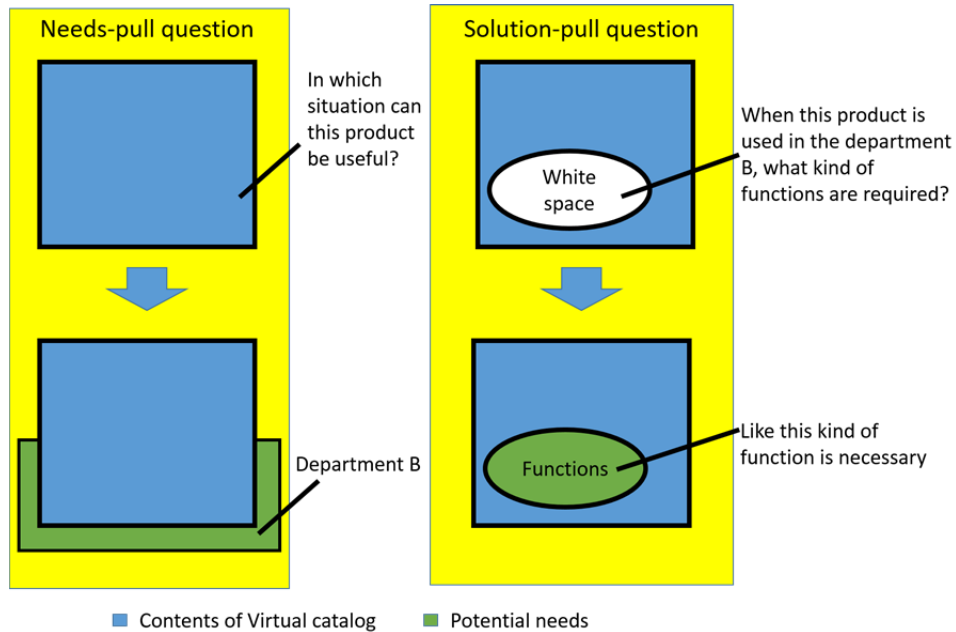 Needs-pull question
In which
situation can
this product
be useful?
Department B
Solution-pull question
White
space
When this product is
used in the department
B, what kind of
functions are required?
Functions
Like this kind of
function is necessary
Contents of Virtual catalog
Potential needs